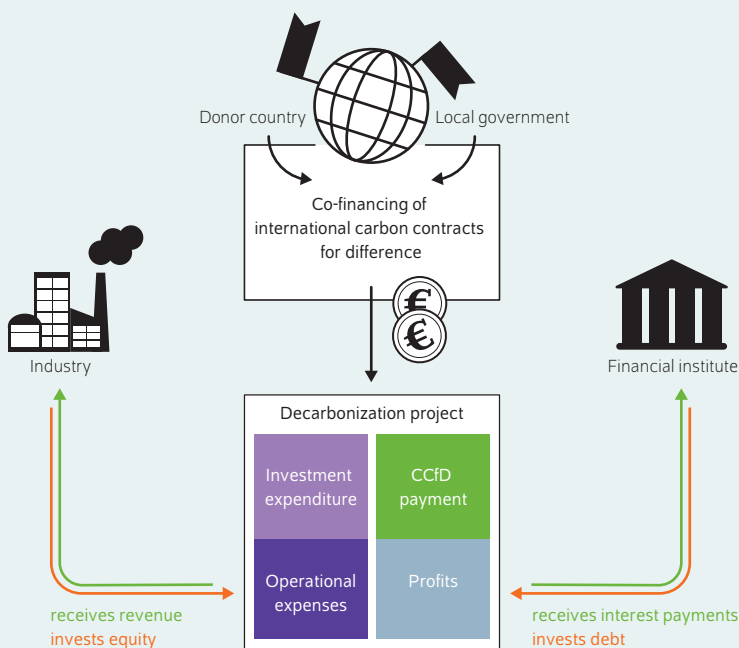 Donor country
Local government
Co-financing of
international carbon contracts
for difference
€
€
Industry
Financial institute
Decarbonization project
Investment
expenditure
CCfD
payment
Operational
expenses
Profits
receives revenue
invests equity
receives interest payments
invests debt